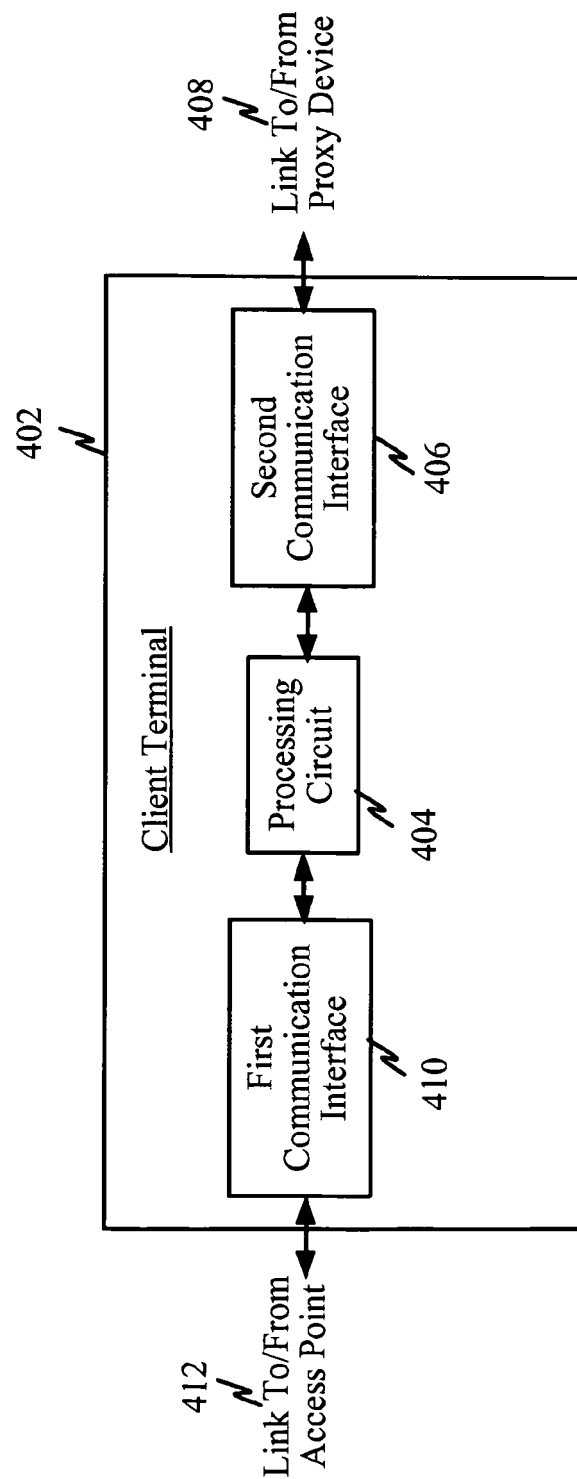 402
Client Terminal
412
Link To/From
Access Point
First
Communication
Interface
410
Processing
Circuit
404
Second
Communication
Interface
406
408
Link To/From
Proxy Device